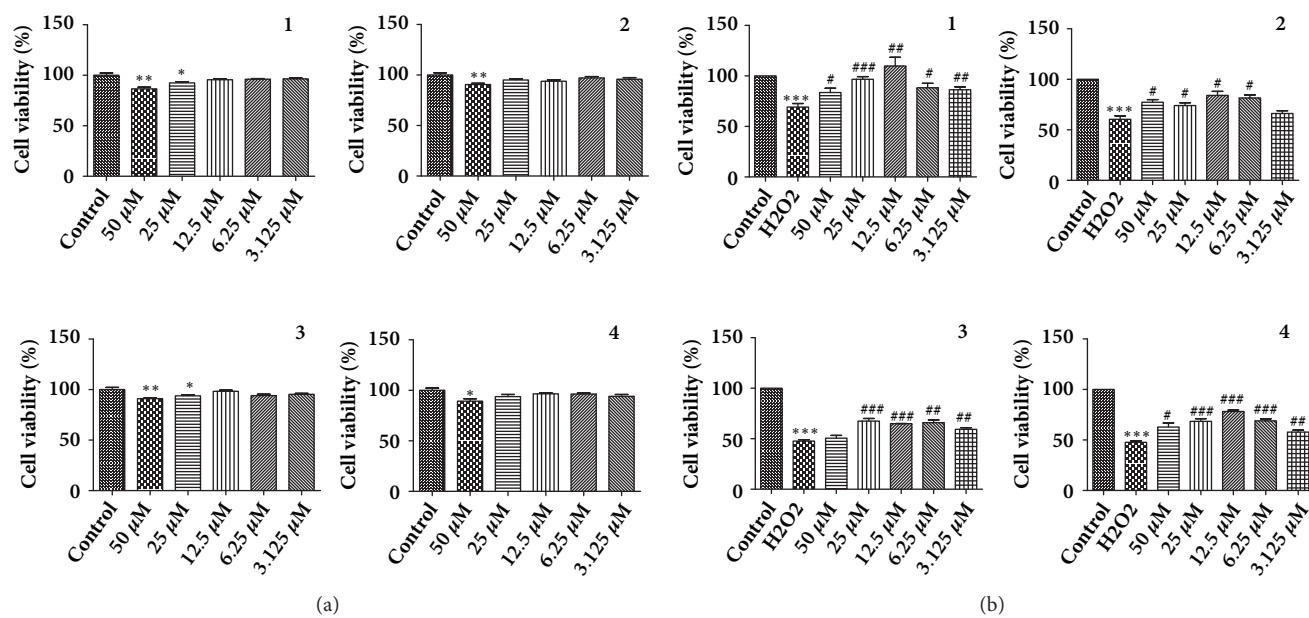 1
Cell viability (%)
150
100
50
0
**
*
Control
50 μM
25 μM
12.5 μM
6.25 μM
3.125 μM
2
Cell viability (%)
150
100
50
0
**
Control
50 μM
25 μM
12.5 μM
6.25 μM
3.125 μM
3
Cell viability (%)
150
100
50
0
**
*
Control
50 μM
25 μM
12.5 μM
6.25 μM
3.125 μM
4
Cell viability (%)
150
100
50
0
*
Control
50 μM
25 μM
12.5 μM
6.25 μM
3.125 μM
(a)
1
Cell viability (%)
150
100
50
0
***
#
###
##
#
##
Control
H2O2
50 μM
25 μM
12.5 μM
6.25 μM
3.125 μM
2
Cell viability (%)
150
100
50
0
***
#
#
#
#
Control
H2O2
50 μM
25 μM
12.5 μM
6.25 μM
3.125 μM
3
Cell viability (%)
150
100
50
0
***
###
###
##
##
Control
H2O2
50 μM
25 μM
12.5 μM
6.25 μM
3.125 μM
4
Cell viability (%)
150
100
50
0
***
#
###
###
###
##
Control
H2O2
50 μM
25 μM
12.5 μM
6.25 μM
3.125 μM
(b)